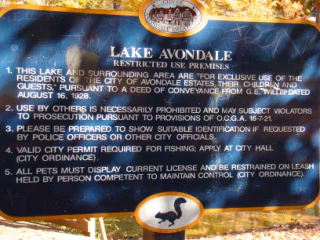 LAKE AVONDALE
RESTRICTED USE PREMISES
1. THIS LAKE AND SURROUNDING AREA ARE "FOR EXCLUSIVE USE OF THE
RESIDENTS OF THE CITY OF AVONDALE ESTATES, THEIR CHILDREN AND
GUESTS," PURSUANT TO A DEED OF CONVEYANCE FROM G.F. WILLIS DATED
AUGUST 16, 1928.
2. USE BY OTHERS IS NECESSARILY PROHIBITED AND MAY SUBJECT VIOLATORS
TO PROSECUTION PURSUANT TO PROVISIONS OF O.C.G.A. 16-7-21.
3. PLEASE BE PREPARED TO SHOW SUITABLE IDENTIFICATION IF REQUESTED
BY POLICE OFFICERS OR OTHER CITY OFFICIALS.
4. VALID CITY PERMIT REQUIRED FOR FISHING; APPLY AT CITY HALL
(CITY ORDINANCE).
5. ALL PETS MUST DISPLAY CURRENT LICENSE AND BE RESTRAINED ON LEASH
HELD BY PERSON COMPETENT TO MAINTAIN CONTROL (CITY ORDINANCE).